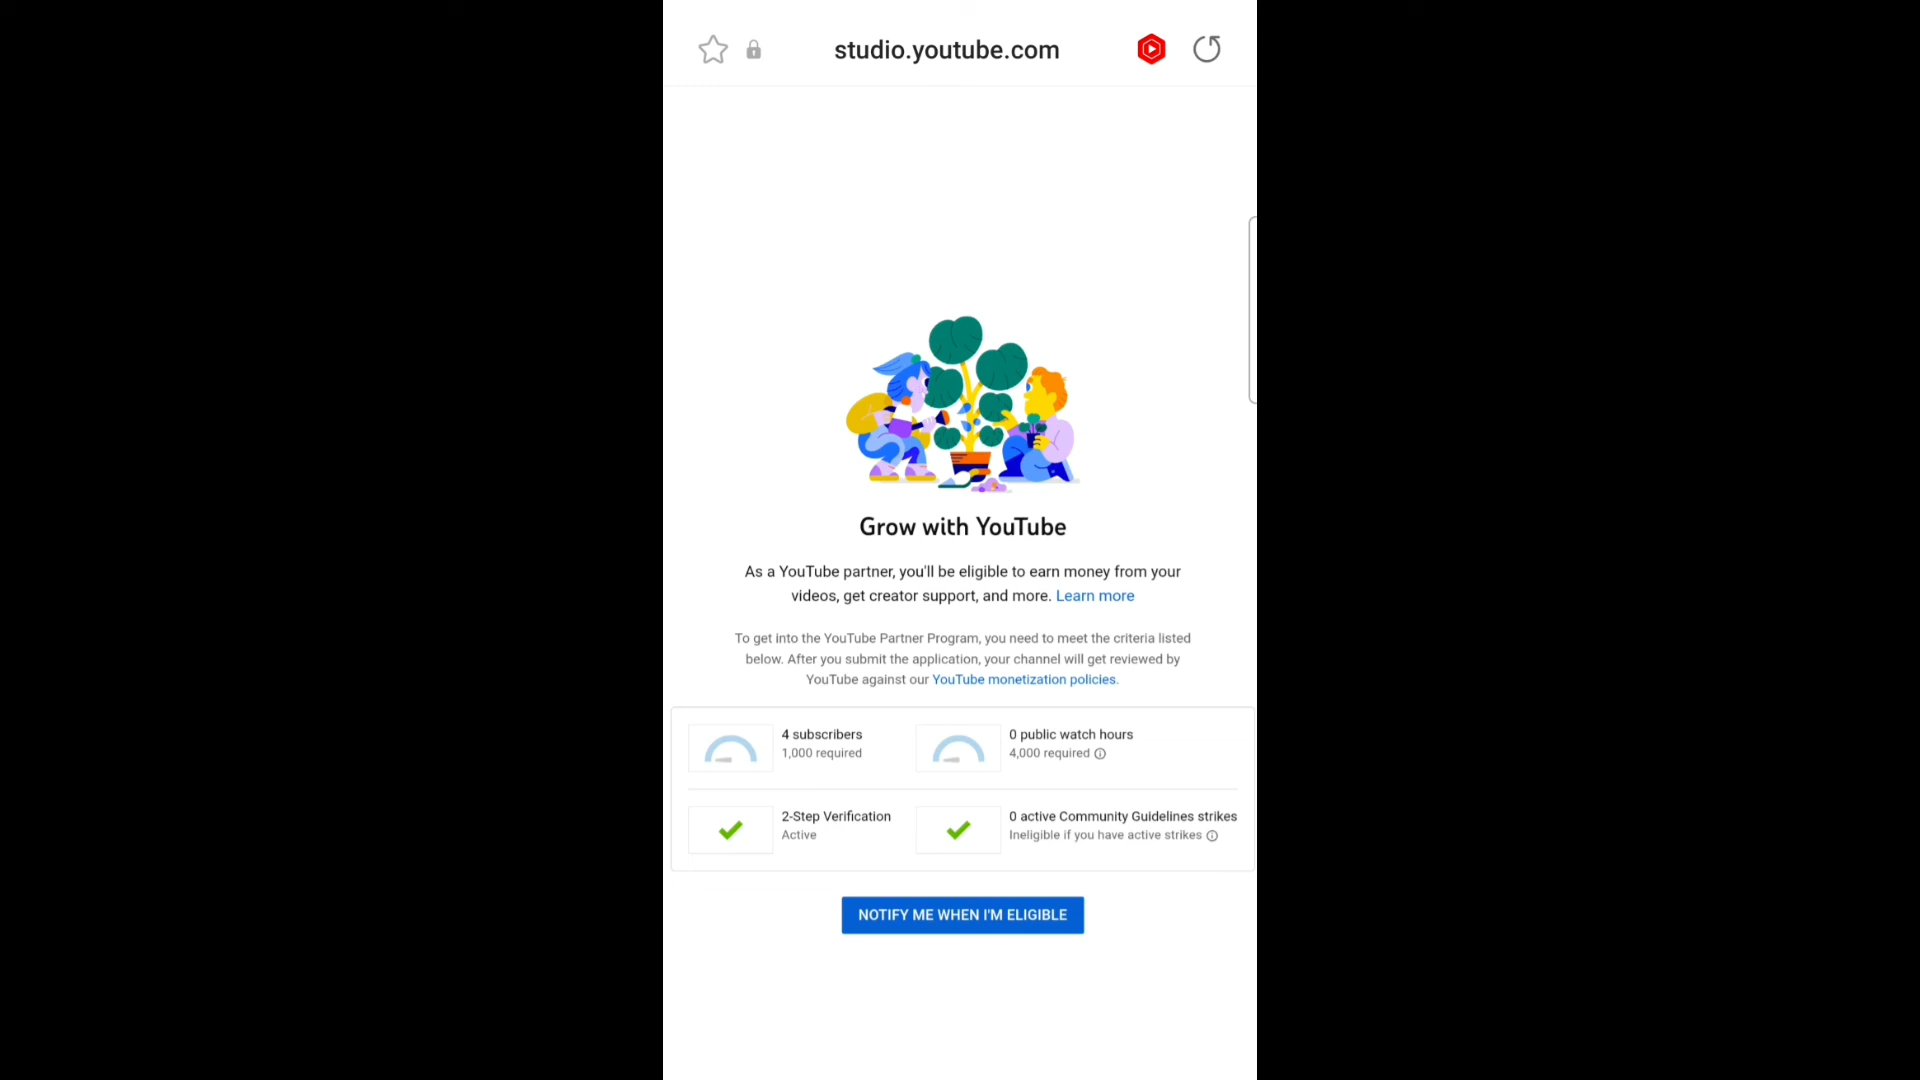 studio.youtube.com
Grow with YouTube
As a YouTube partner, you'll be eligible to earn money from your
videos, get creator support, and more. Learn more
To get into the YouTube Partner Program, you need to meet the criteria listed
below. After you submit the application, your channel will get reviewed by
YouTube against our YouTube monetization policies.
4 subscribers
1,000 required
0 public watch hours
4,000 required
2-Step Verification
Active
0 active Community Guidelines strikes
Ineligible if you have active strikes
NOTIFY ME WHEN I'M ELIGIBLE